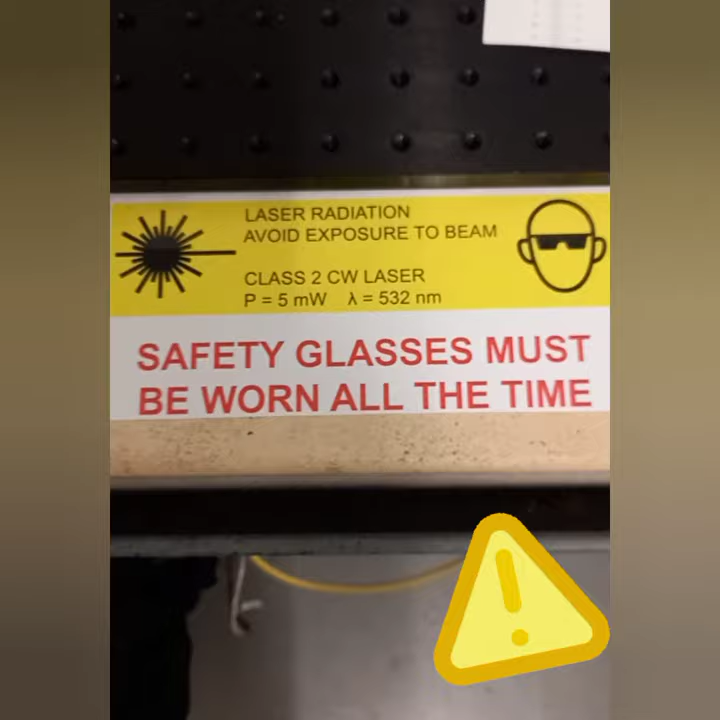 LASER RADIATION
AVOID EXPOSURE TO BEAM
CLASS 2 CW LASER
P = 5 mW λ = 532 nm
SAFETY GLASSES MUST
BE WORN ALL THE TIME